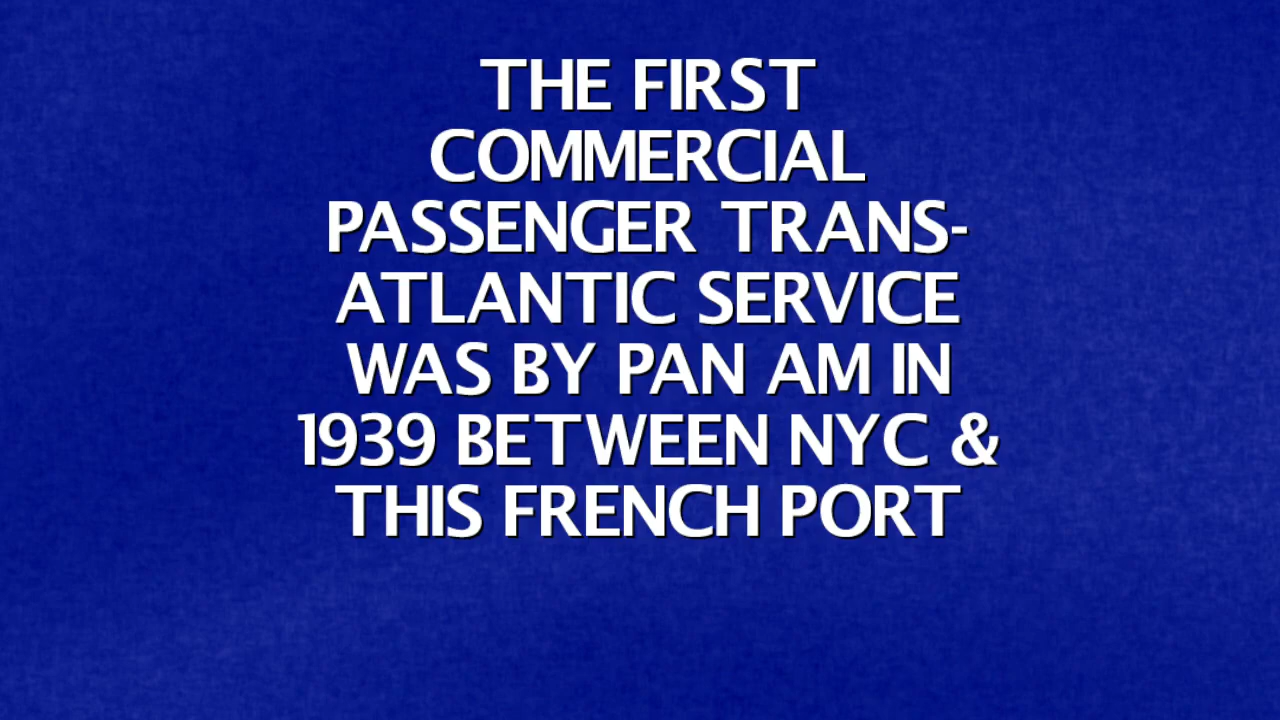 THE FIRST
COMMERCIAL
PASSENGER TRANS-
ATLANTIC SERVICE
WAS BY PAN AM IN
1939 BETWEEN NYC &
THIS FRENCH PORT